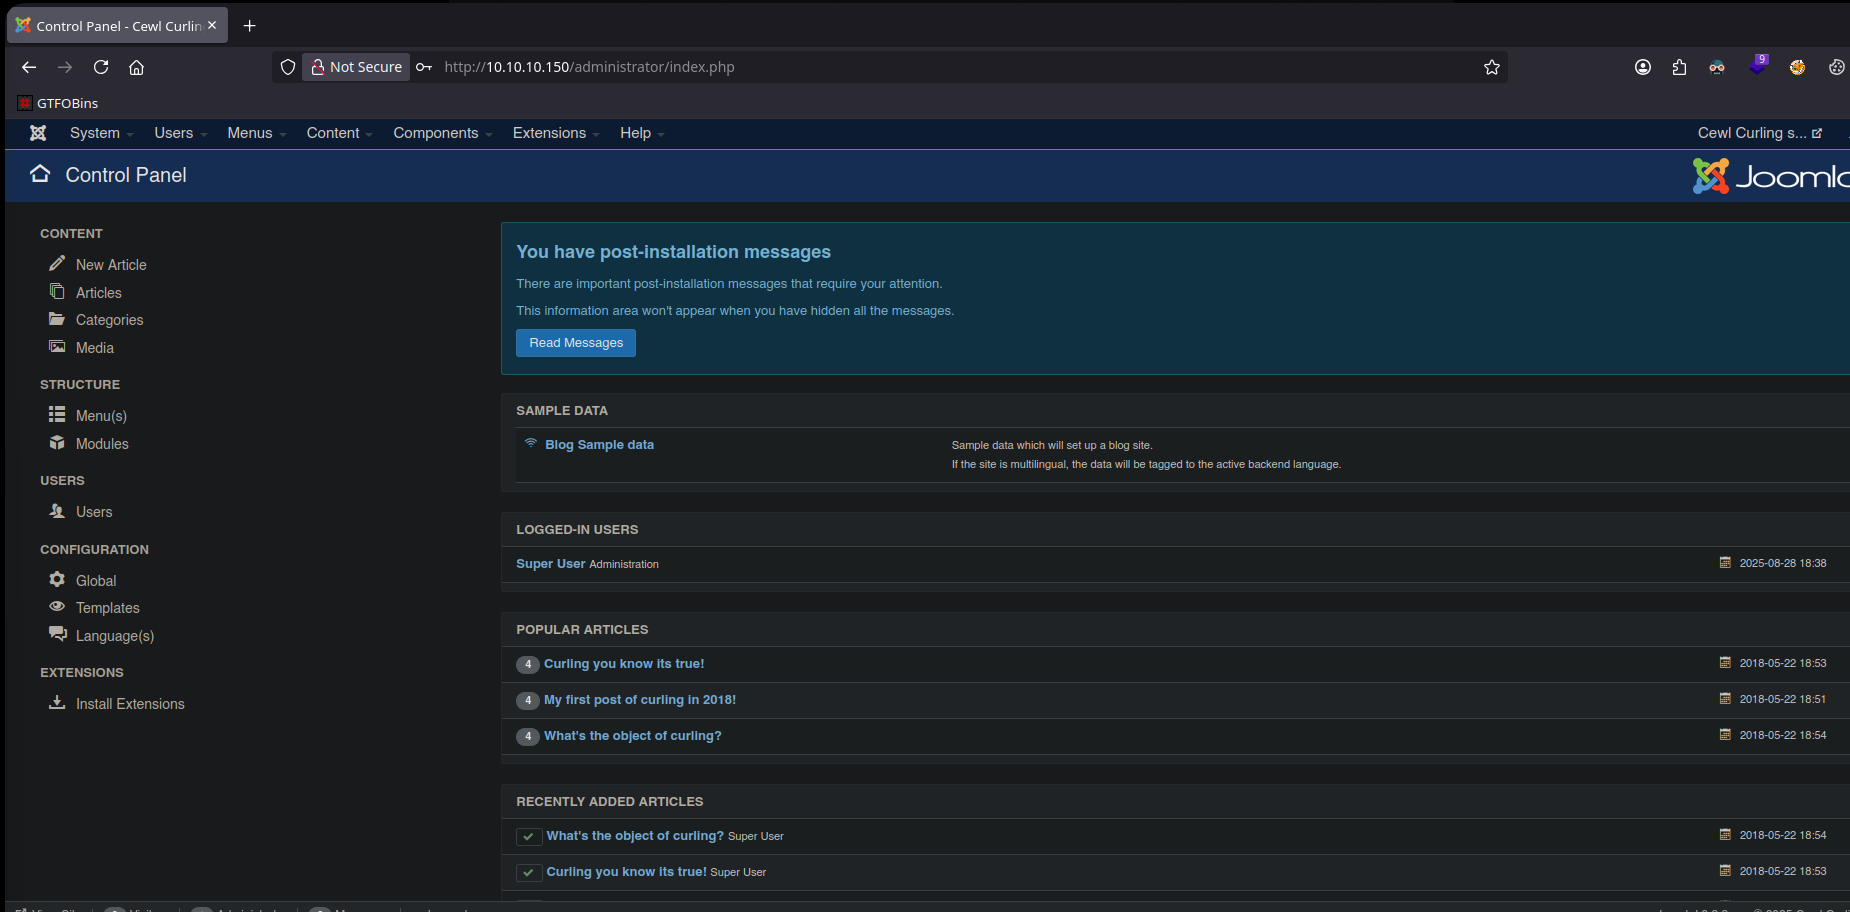 Control Panel - Cewl Curlin
Not Secure
http://10.10.10.150/administrator/index.php
9
GTFOBins
System Users Menus Content Components Extensions Help
Cewl Curling s...
Control Panel
CONTENT
New Article
Articles
Categories
Media
STRUCTURE
Menu(s)
Modules
USERS
Users
CONFIGURATION
Global
Templates
Language(s)
EXTENSIONS
Install Extensions
You have post-installation messages
There are important post-installation messages that require your attention.
This information area won't appear when you have hidden all the messages.
Read Messages
SAMPLE DATA
Blog Sample data
Sample data which will set up a blog site.
If the site is multilingual, the data will be tagged to the active backend language.
LOGGED-IN USERS
Super User Administration 2025-08-28 18:38
POPULAR ARTICLES
4 Curling you know its true! 2018-05-22 18:53
4 My first post of curling in 2018! 2018-05-22 18:51
4 What's the object of curling? 2018-05-22 18:54
RECENTLY ADDED ARTICLES
What's the object of curling? Super User 2018-05-22 18:54
Curling you know its true! Super User 2018-05-22 18:53